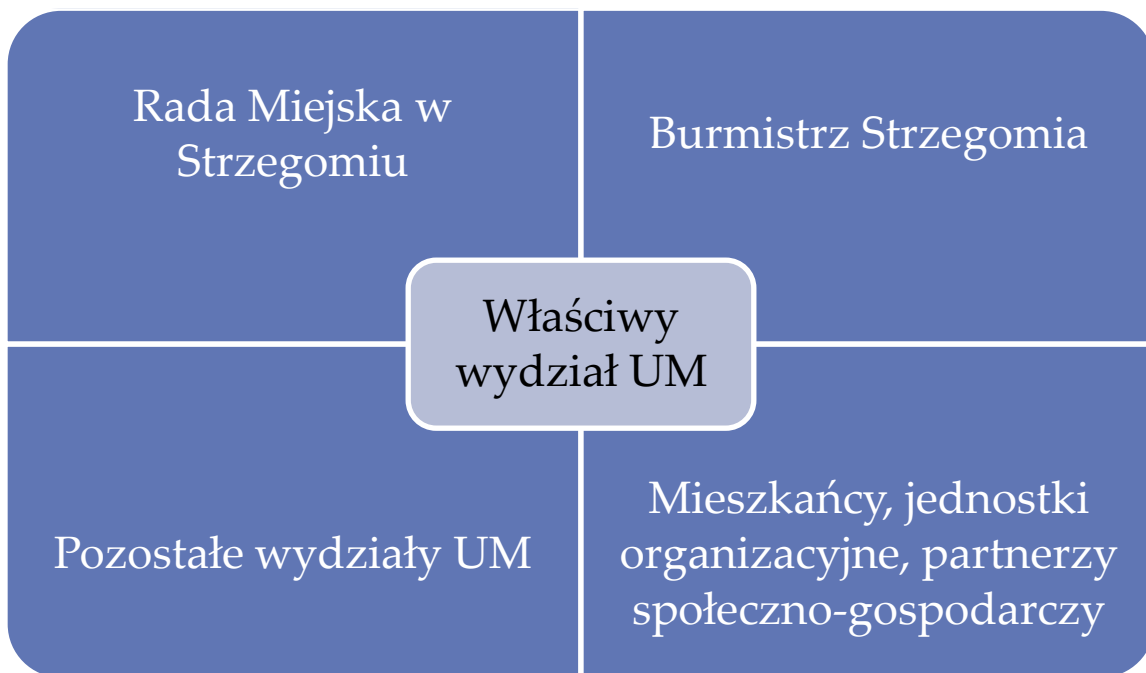 Rada Miejska w
Strzegomiu
Burmistrz Strzegomia
Właściwy
wydział UM
Pozostałe wydziały UM
Mieszkańcy, jednostki
organizacyjne, partnerzy
społeczno-gospodarczy